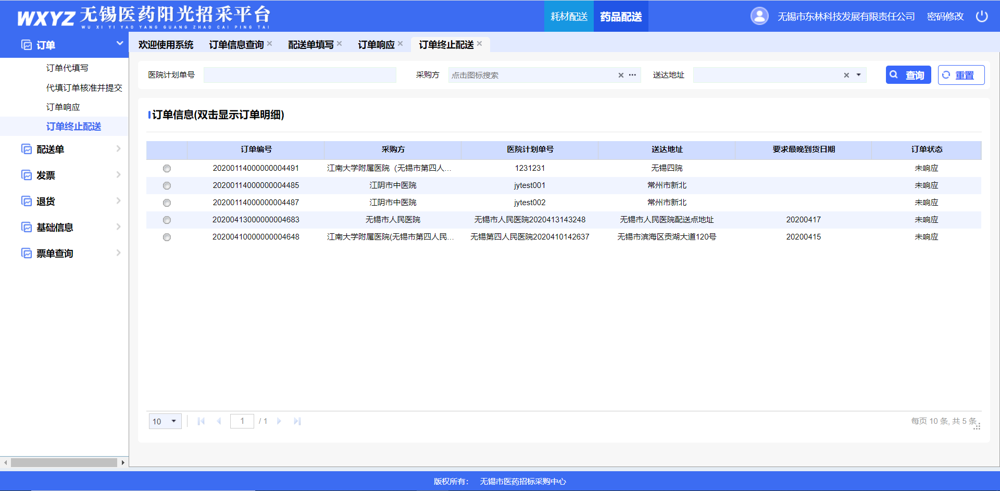 WXYZ 无锡医药阳光招采平台
WU XI YI YAO YANG GUANG ZHAO CAI PING TAI
耗材配送 药品配送
无锡市东林科技发展有限责任公司 密码修改
订单
订单代填写
代填订单核准并提交
订单响应
订单终止配送
配送单
发票
退货
基础信息
票单查询
欢迎使用系统 订单信息查询 配送单填写 订单响应 订单终止配送
医院计划单号 采购方 点击图标搜索 送达地址 查询 重置
订单信息(双击显示订单明细)
订单编号 采购方 医院计划单号 送达地址 要求最晚到货日期 订单状态
20200114000000004491 江南大学附属医院（无锡市第四人... 1231231 无锡四院 未响应
20200114000000004485 江阴市中医院 jytest001 常州市新北 未响应
20200114000000004487 江阴市中医院 jytest002 常州市新北 未响应
20200413000000004683 无锡市人民医院 无锡市人民医院2020413143248 无锡市人民医院配送点地址 20200417 未响应
20200410000000004648 江南大学附属医院(无锡市第四人民... 无锡第四人民医院2020410142637 无锡市滨海区贡湖大道120号 20200415 未响应
10 1 / 1 每页 10 条, 共 5 条
版权所有： 无锡市医药招标采购中心